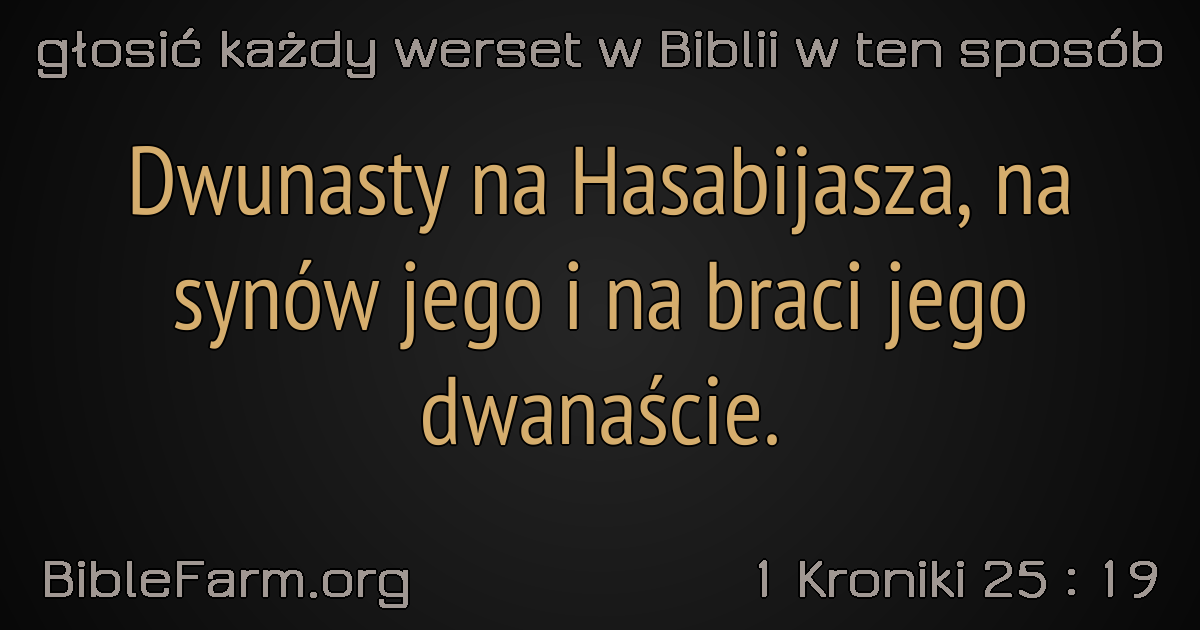 głosić każdy werset w Biblii w ten sposób
Dwunasty na Hasabijasza, na
synów jego i na braci jego
dwanaście.
BibleFarm.org
1 Kroniki 25 : 19